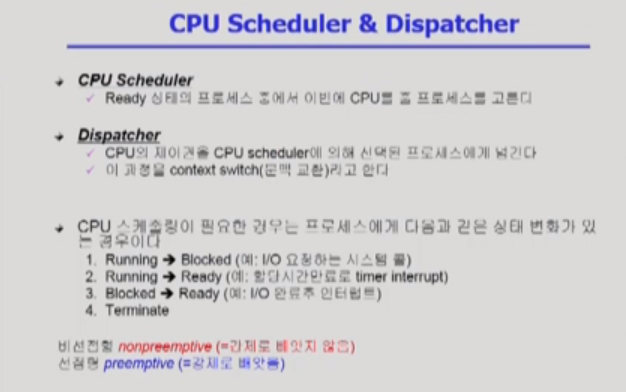 CPU Scheduler & Dispatcher
CPU Scheduler
Ready 상태의 프로세스 중에서 이번에 CPU를 줄 프로세스를 고른다
Dispatcher
CPU의 제어권을 CPU scheduler에 의해 선택된 프로세스에게 넘긴다
이 과정을 context switch(문맥 교환)라고 한다
CPU 스케줄링이 필요한 경우는 프로세스에게 다음과 같은 상태 변화가 있
는 경우이다
1. Running ➔ Blocked (예: I/O 요청하는 시스템 콜)
2. Running ➔ Ready (예: 할당시간만료로 timer interrupt)
3. Blocked ➔ Ready (예: I/O 완료후 인터럽트)
4. Terminate
비선점형 nonpreemptive (=강제로 빼앗지 않음)
선점형 preemptive (=강제로 빼앗음)